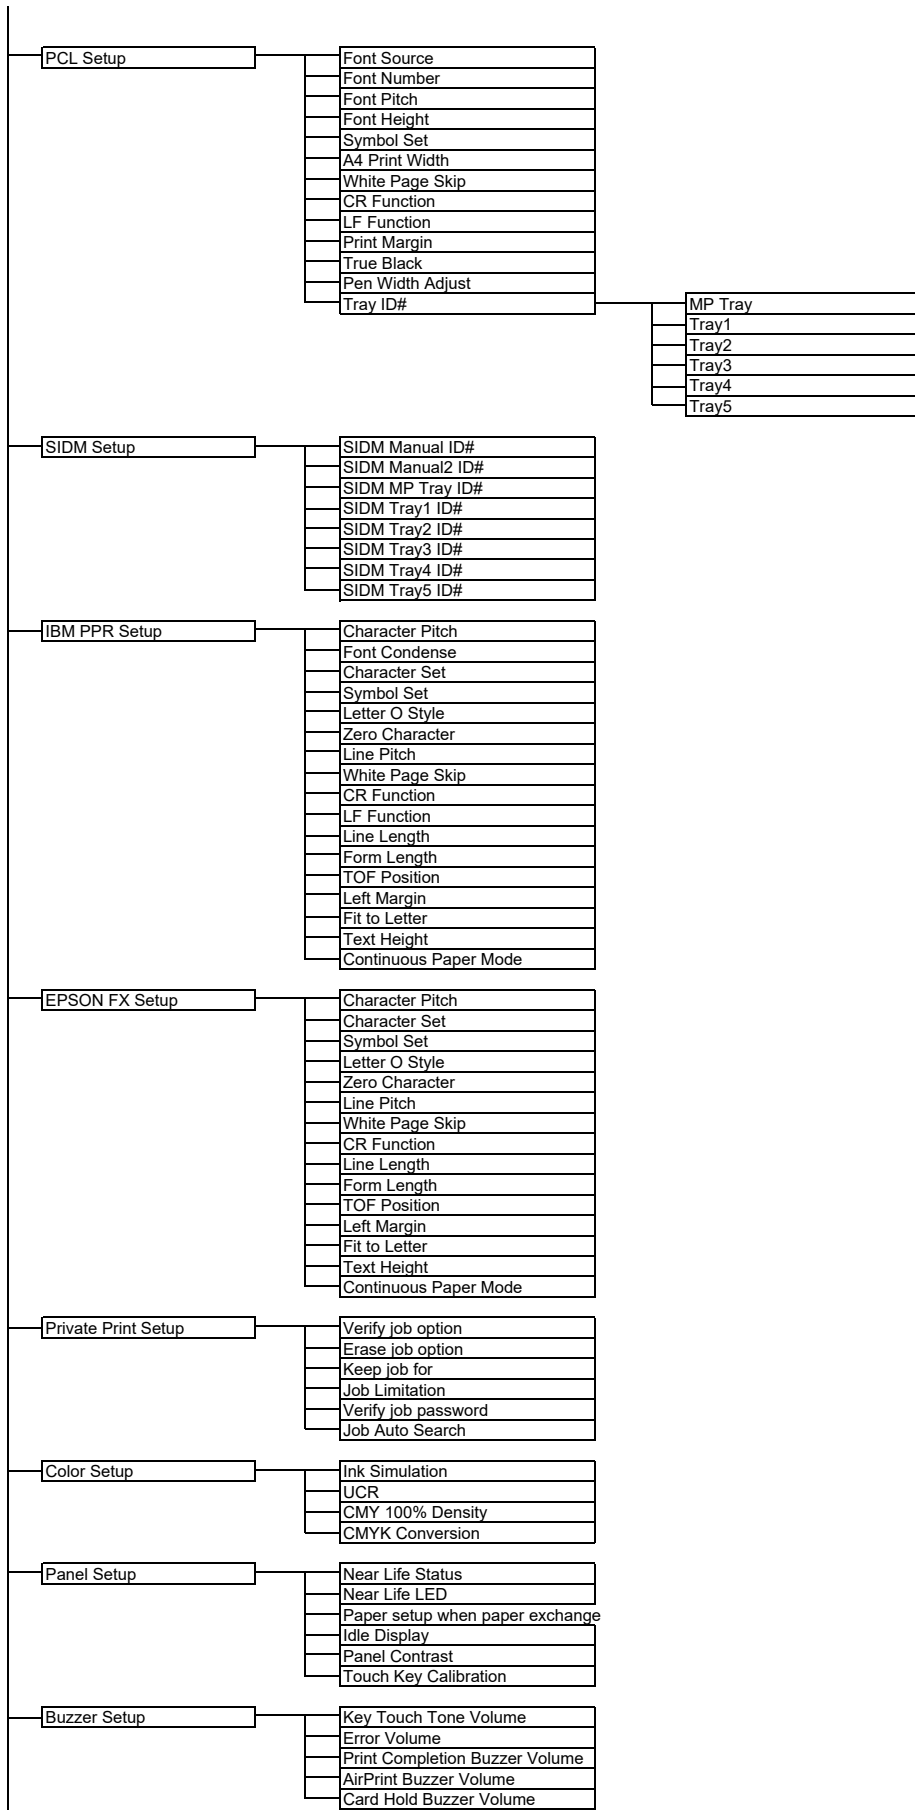 PCL Setup
Font Source
Font Number
Font Pitch
Font Height
Symbol Set
A4 Print Width
White Page Skip
CR Function
LF Function
Print Margin
True Black
Pen Width Adjust
Tray ID#
MP Tray
Tray1
Tray2
Tray3
Tray4
Tray5
SIDM Setup
SIDM Manual ID#
SIDM Manual2 ID#
SIDM MP Tray ID#
SIDM Tray1 ID#
SIDM Tray2 ID#
SIDM Tray3 ID#
SIDM Tray4 ID#
SIDM Tray5 ID#
IBM PPR Setup
Character Pitch
Font Condense
Character Set
Symbol Set
Letter O Style
Zero Character
Line Pitch
White Page Skip
CR Function
LF Function
Line Length
Form Length
TOF Position
Left Margin
Fit to Letter
Text Height
Continuous Paper Mode
EPSON FX Setup
Character Pitch
Character Set
Symbol Set
Letter O Style
Zero Character
Line Pitch
White Page Skip
CR Function
Line Length
Form Length
TOF Position
Left Margin
Fit to Letter
Text Height
Continuous Paper Mode
Private Print Setup
Verify job option
Erase job option
Keep job for
Job Limitation
Verify job password
Job Auto Search
Color Setup
Ink Simulation
UCR
CMY 100% Density
CMYK Conversion
Panel Setup
Near Life Status
Near Life LED
Paper setup when paper exchange
Idle Display
Panel Contrast
Touch Key Calibration
Buzzer Setup
Key Touch Tone Volume
Error Volume
Print Completion Buzzer Volume
AirPrint Buzzer Volume
Card Hold Buzzer Volume